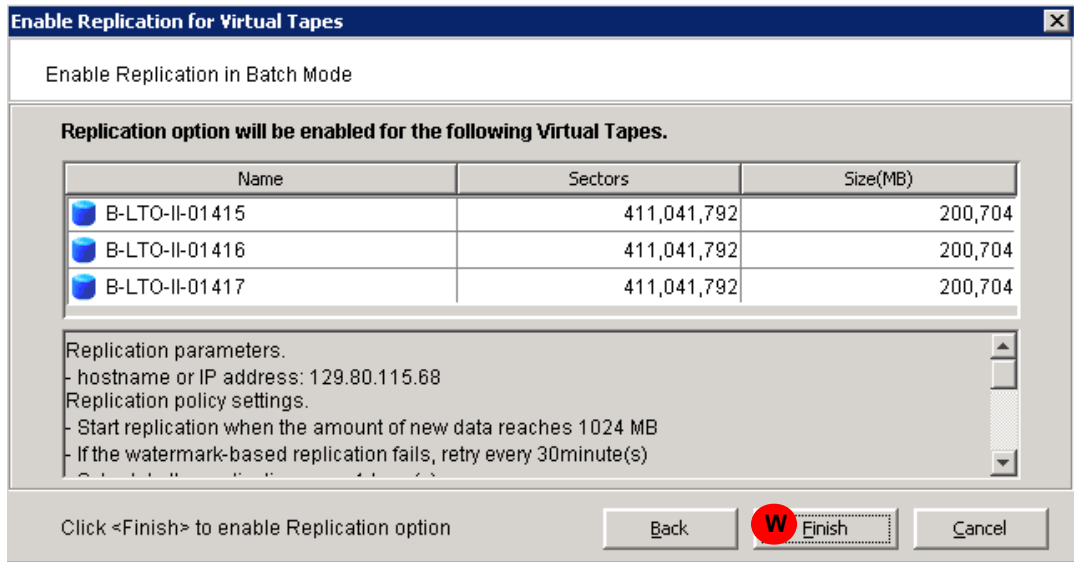 Enable Replication for Virtual Tapes
Enable Replication in Batch Mode
Replication option will be enabled for the following Virtual Tapes.
Name Sectors Size(MB)
B-LTO-II-01415 411,041,792 200,704
B-LTO-II-01416 411,041,792 200,704
B-LTO-II-01417 411,041,792 200,704
Replication parameters.
- hostname or IP address: 129.80.115.68
Replication policy settings.
- Start replication when the amount of new data reaches 1024 MB
- If the watermark-based replication fails, retry every 30minute(s)
Click <Finish> to enable Replication option
Back W Finish Cancel